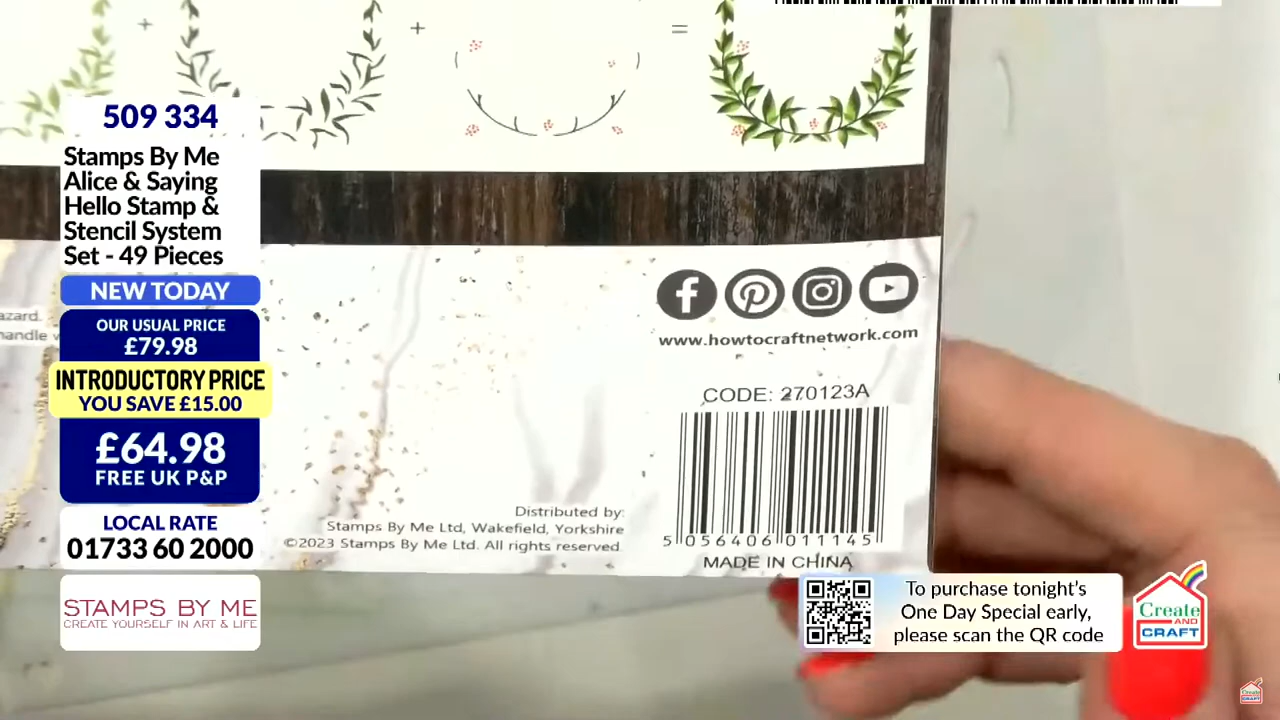 +
+
=
509 334
Stamps By Me
Alice & Saying
Hello Stamp &
Stencil System
Set - 49 Pieces
NEW TODAY
OUR USUAL PRICE
£79.98
INTRODUCTORY PRICE
YOU SAVE £15.00
£64.98
FREE UK P&P
LOCAL RATE
01733 60 2000
STAMPS BY ME
CREATE YOURSELF IN ART & LIFE
azard.
handle
www.howtocraftnetwork.com
CODE: 270123A
5 056406 011145
MADE IN CHINA
Distributed by:
Stamps By Me Ltd, Wakefield, Yorkshire
©2023 Stamps By Me Ltd. All rights reserved.
To purchase tonight's
One Day Special early,
please scan the QR code
Create
AND
CRAFT